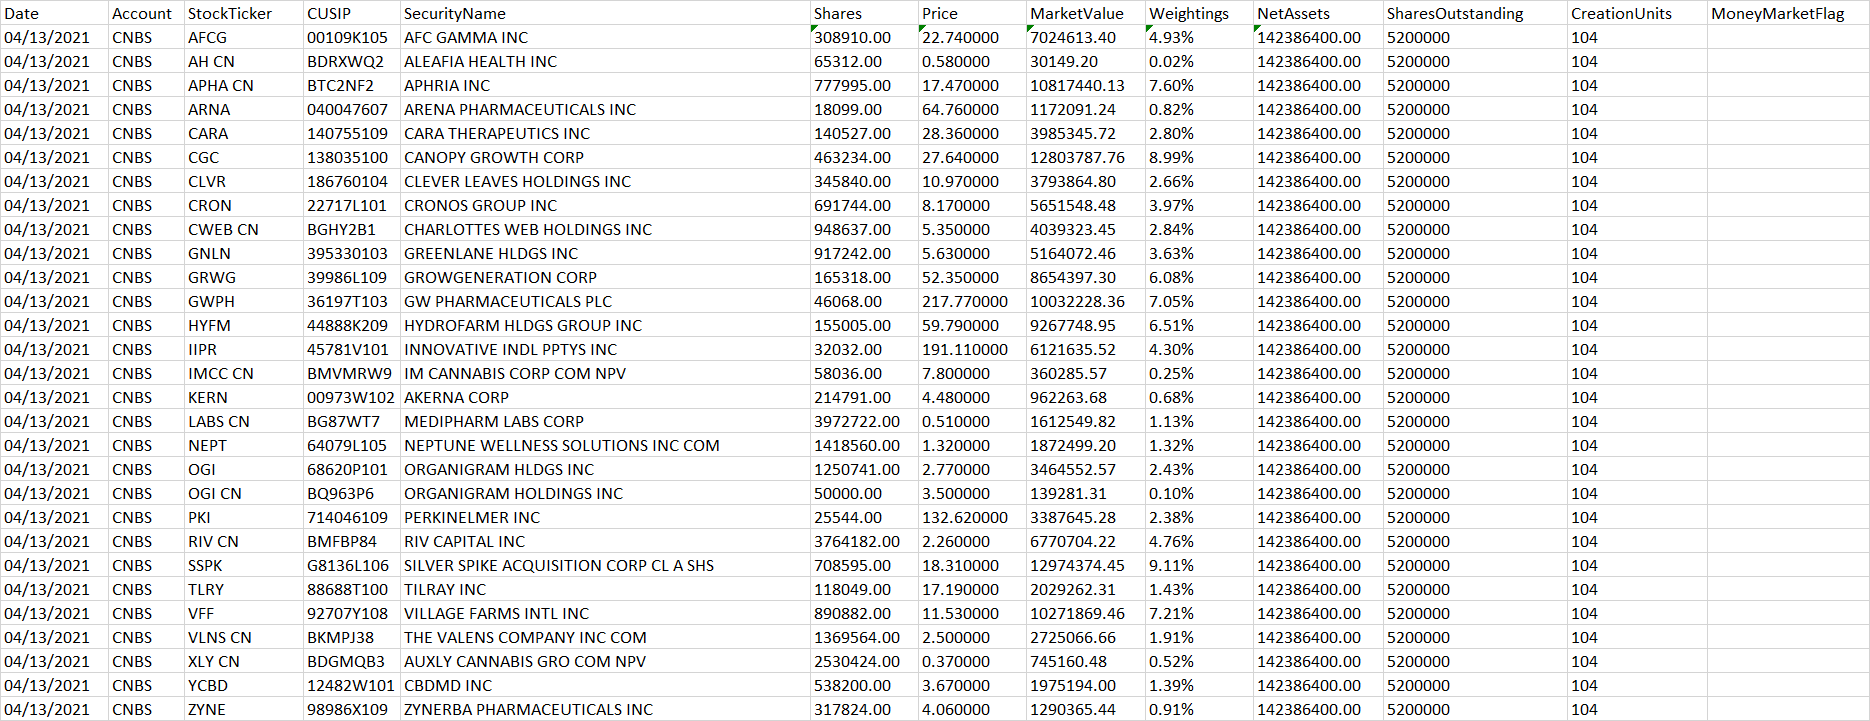 Date Account StockTicker CUSIP SecurityName Shares Price MarketValue Weightings NetAssets SharesOutstanding CreationUnits MoneyMarketFlag
04/13/2021 CNBS AFCG 00109K105 AFC GAMMA INC 308910.00 22.740000 7024613.40 4.93% 142386400.00 5200000 104
04/13/2021 CNBS AH CN BDRXWQ2 ALEAFIA HEALTH INC 65312.00 0.580000 30149.20 0.02% 142386400.00 5200000 104
04/13/2021 CNBS APHA CN BTC2NF2 APHRIA INC 777995.00 17.470000 10817440.13 7.60% 142386400.00 5200000 104
04/13/2021 CNBS ARNA 040047607 ARENA PHARMACEUTICALS INC 18099.00 64.760000 1172091.24 0.82% 142386400.00 5200000 104
04/13/2021 CNBS CARA 140755109 CARA THERAPEUTICS INC 140527.00 28.360000 3985345.72 2.80% 142386400.00 5200000 104
04/13/2021 CNBS CGC 138035100 CANOPY GROWTH CORP 463234.00 27.640000 12803787.76 8.99% 142386400.00 5200000 104
04/13/2021 CNBS CLVR 186760104 CLEVER LEAVES HOLDINGS INC 345840.00 10.970000 3793864.80 2.66% 142386400.00 5200000 104
04/13/2021 CNBS CRON 22717L101 CRONOS GROUP INC 691744.00 8.170000 5651548.48 3.97% 142386400.00 5200000 104
04/13/2021 CNBS CWEB CN BGHY2B1 CHARLOTTES WEB HOLDINGS INC 948637.00 5.350000 4039323.45 2.84% 142386400.00 5200000 104
04/13/2021 CNBS GNLN 395330103 GREENLANE HLDGS INC 917242.00 5.630000 5164072.46 3.63% 142386400.00 5200000 104
04/13/2021 CNBS GRWG 39986L109 GROWGENERATION CORP 165318.00 52.350000 8654397.30 6.08% 142386400.00 5200000 104
04/13/2021 CNBS GWPH 36197T103 GW PHARMACEUTICALS PLC 46068.00 217.770000 10032228.36 7.05% 142386400.00 5200000 104
04/13/2021 CNBS HYFM 44888K209 HYDROFARM HLDGS GROUP INC 155005.00 59.790000 9267748.95 6.51% 142386400.00 5200000 104
04/13/2021 CNBS IIPR 45781V101 INNOVATIVE INDL PPTYS INC 32032.00 191.110000 6121635.52 4.30% 142386400.00 5200000 104
04/13/2021 CNBS IMCC CN BMVMRW9 IM CANNABIS CORP COM NPV 58036.00 7.800000 360285.57 0.25% 142386400.00 5200000 104
04/13/2021 CNBS KERN 00973W102 AKERNA CORP 214791.00 4.480000 962263.68 0.68% 142386400.00 5200000 104
04/13/2021 CNBS LABS CN BG87WT7 MEDIPHARM LABS CORP 3972722.00 0.510000 1612549.82 1.13% 142386400.00 5200000 104
04/13/2021 CNBS NEPT 64079L105 NEPTUNE WELLNESS SOLUTIONS INC COM 1418560.00 1.320000 1872499.20 1.32% 142386400.00 5200000 104
04/13/2021 CNBS OGI 68620P101 ORGANIGRAM HLDGS INC 1250741.00 2.770000 3464552.57 2.43% 142386400.00 5200000 104
04/13/2021 CNBS OGI CN BQ963P6 ORGANIGRAM HOLDINGS INC 50000.00 3.500000 139281.31 0.10% 142386400.00 5200000 104
04/13/2021 CNBS PKI 714046109 PERKINELMER INC 25544.00 132.620000 3387645.28 2.38% 142386400.00 5200000 104
04/13/2021 CNBS RIV CN BMFBP84 RIV CAPITAL INC 3764182.00 2.260000 6770704.22 4.76% 142386400.00 5200000 104
04/13/2021 CNBS SSPK G8136L106 SILVER SPIKE ACQUISITION CORP CL A SHS 708595.00 18.310000 12974374.45 9.11% 142386400.00 5200000 104
04/13/2021 CNBS TLRY 88688T100 TILRAY INC 118049.00 17.190000 2029262.31 1.43% 142386400.00 5200000 104
04/13/2021 CNBS VFF 92707Y108 VILLAGE FARMS INTL INC 890882.00 11.530000 10271869.46 7.21% 142386400.00 5200000 104
04/13/2021 CNBS VLNS CN BKMPJ38 THE VALENS COMPANY INC COM 1369564.00 2.500000 2725066.66 1.91% 142386400.00 5200000 104
04/13/2021 CNBS XLY CN BDGMQB3 AUXLY CANNABIS GRO COM NPV 2530424.00 0.370000 745160.48 0.52% 142386400.00 5200000 104
04/13/2021 CNBS YCBD 12482W101 CBDMD INC 538200.00 3.670000 1975194.00 1.39% 142386400.00 5200000 104
04/13/2021 CNBS ZYNE 98986X109 ZYNERBA PHARMACEUTICALS INC 317824.00 4.060000 1290365.44 0.91% 142386400.00 5200000 104